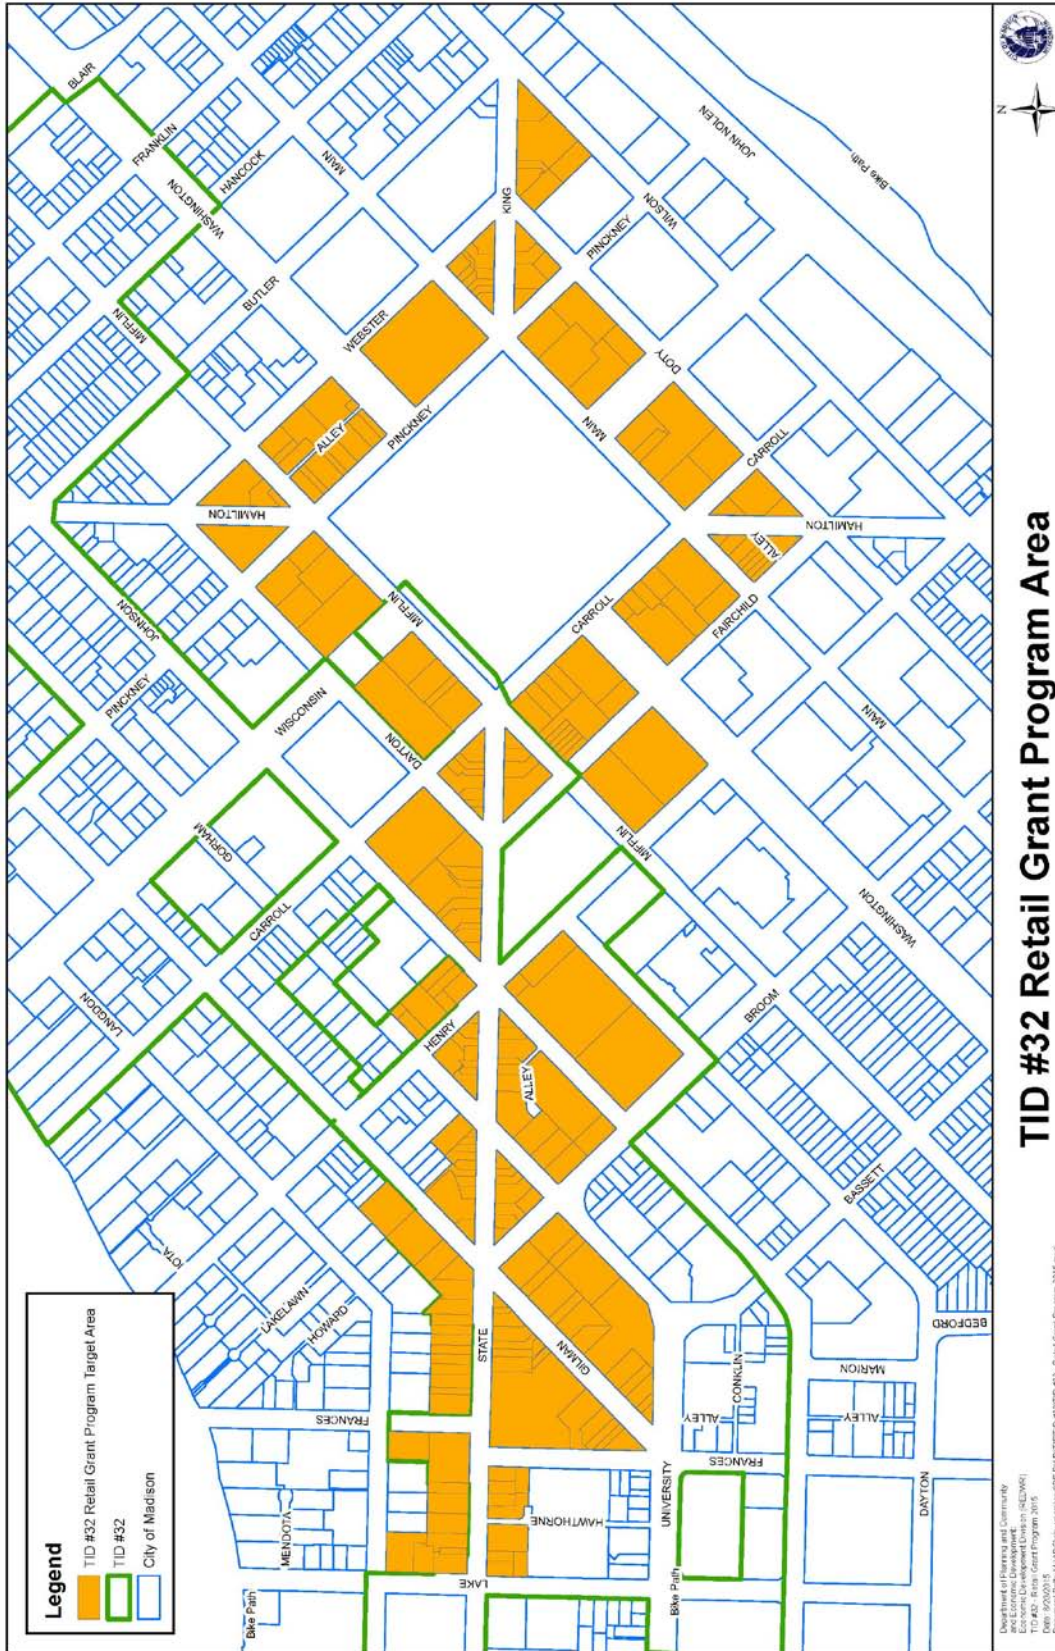 TID #32 Retail Grant Program Area
Legend
TID #32 Retail Grant Program Target Area
TID #32
City of Madison
N
BLAIR
FRANKLIN
WASHINGTON
HANCOCK
MAIN
MIFFLIN
BUTLER
WEBSTER
KING
JOHN NOLEN
Bike Path
WILSON
PINCKNEY
DOTY
MAIN
CARROLL
HAMILTON
ALLEY
PINCKNEY
ALLEY
HAMILTON
JOHNSON
PINCKNEY
WISCONSIN
MIFFLIN
CARROLL
FAIRCHILD
MAIN
DAYTON
GORHAM
CARROLL
LANGDON
MIFFLIN
WASHINGTON
BROOM
HENRY
ALLEY
BASSETT
IOTA
LAKELAWN
HOWARD
STATE
GILMAN
BEDFORD
MARION
CONKLIN
ALLEY
ALLEY
FRANCES
FRANCES
MENDOTA
HAWTHORNE
UNIVERSITY
DAYTON
LAKE
Bike Path
Bike Path
Department of Planning and Community
and Economic Development